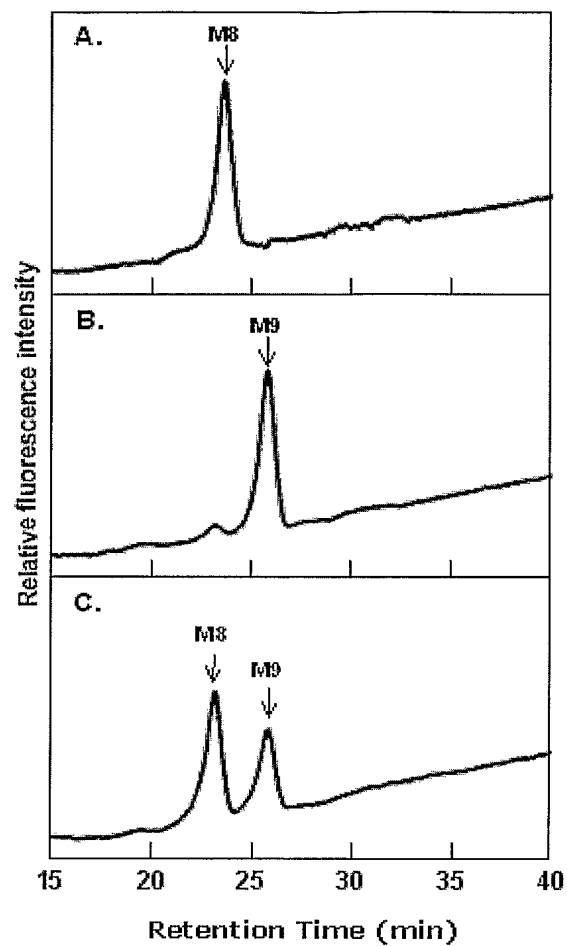 A.
M8
B.
M9
C.
M8
M9
Relative fluorescence intensity
15 20 25 30 35 40
Retention Time (min)